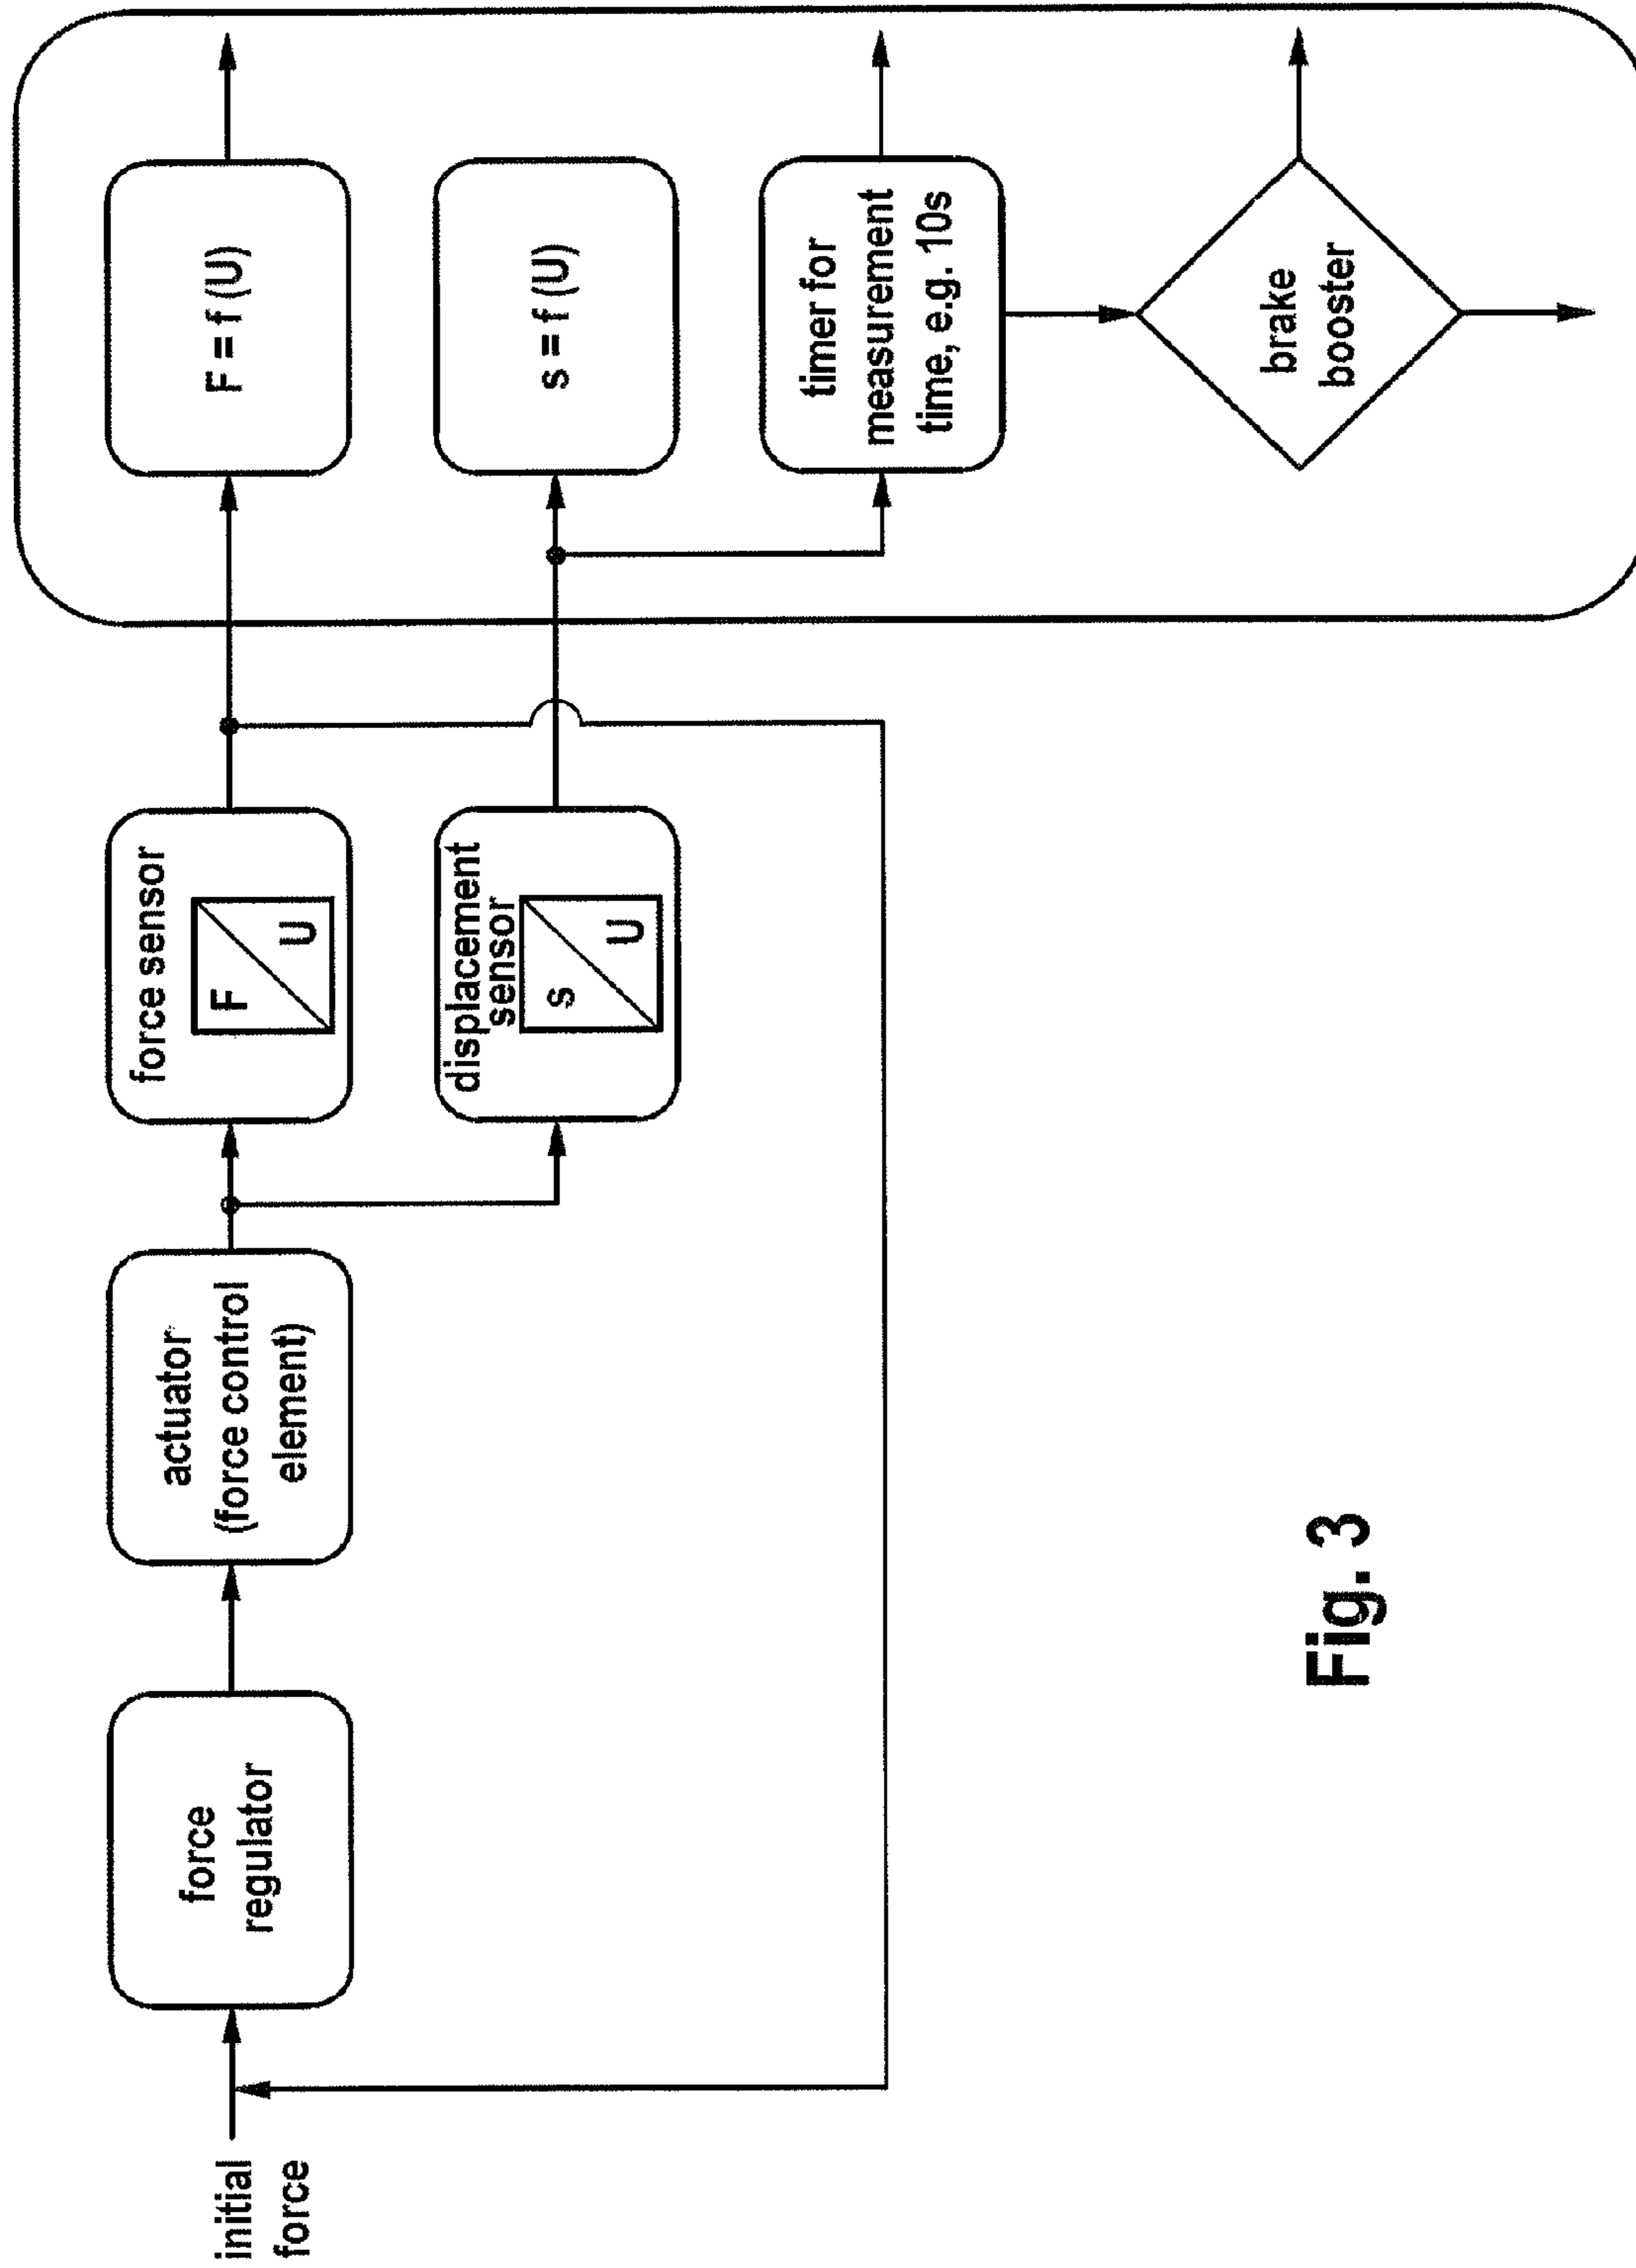 initial
force
force
regulator
actuator
(force control
element)
force sensor
F
U
displacement
sensor
s
U
F = f (U)
s = f (U)
timer for
measurement
time, e.g. 10s
brake
booster
Fig. 3